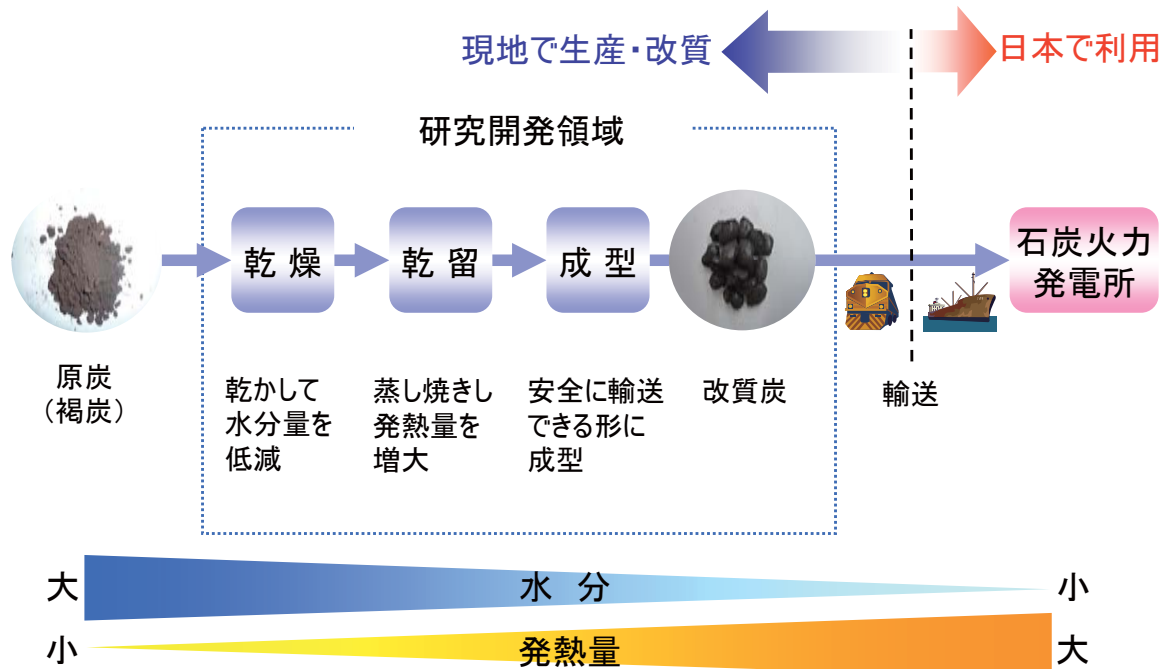 現地で生産・改質
日本で利用
研究開発領域
乾燥
乾留
成型
石炭火力
発電所
原炭
(褐炭)
乾かして
水分量を
低減
蒸し焼きし
発熱量を
増大
安全に輸送
できる形に
成型
改質炭
輸送
大
水分
小
小
発熱量
大